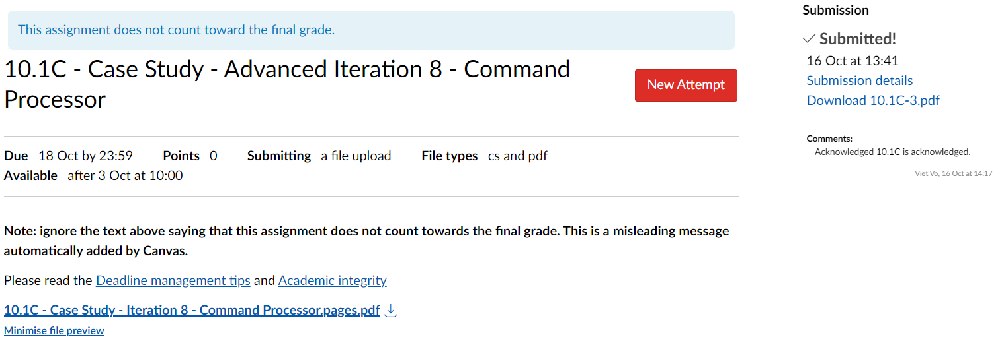 This assignment does not count toward the final grade.
10.1C - Case Study - Advanced Iteration 8 - Command
Processor
New Attempt
Due 18 Oct by 23:59 Points 0 Submitting a file upload File types cs and pdf
Available after 3 Oct at 10:00
Note: ignore the text above saying that this assignment does not count towards the final grade. This is a misleading message
automatically added by Canvas.
Please read the Deadline management tips and Academic integrity
10.1C - Case Study - Iteration 8 - Command Processor.pages.pdf
Minimise file preview
Submission
Submitted!
16 Oct at 13:41
Submission details
Download 10.1C-3.pdf
Comments:
Acknowledged 10.1C is acknowledged.
Viet Vo, 16 Oct at 14:17